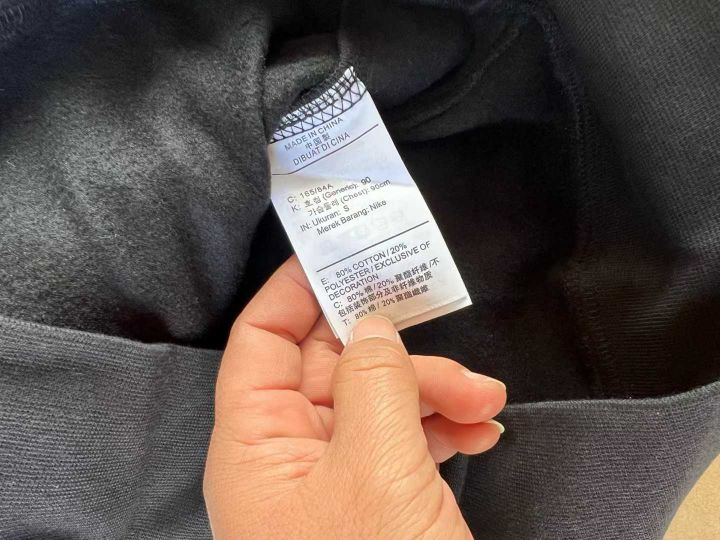 MADE IN CHINA
中国製
DIBUAT DI CINA
C: 165/84A
K: 호칭 (Generic): 90
가슴둘레 (Chest): 90cm
IN: Ukuran: S
Merek Barang: Nike
E: 80% COTTON/20%
POLYESTER/EXCLUSIVE OF
DECORATION
C: 80% 棉/20% 聚酯纤维/不
包括装饰部分及非纤维物质
T: 80% 棉/20% 聚酯纖維